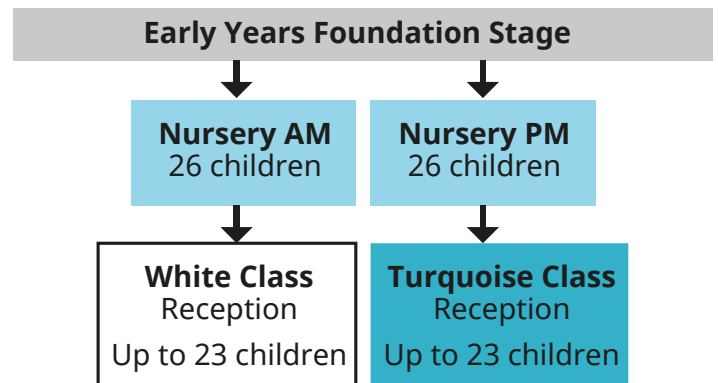 Early Years Foundation Stage
Nursery AM
26 children
Nursery PM
26 children
White Class
Reception
Up to 23 children
Turquoise Class
Reception
Up to 23 children